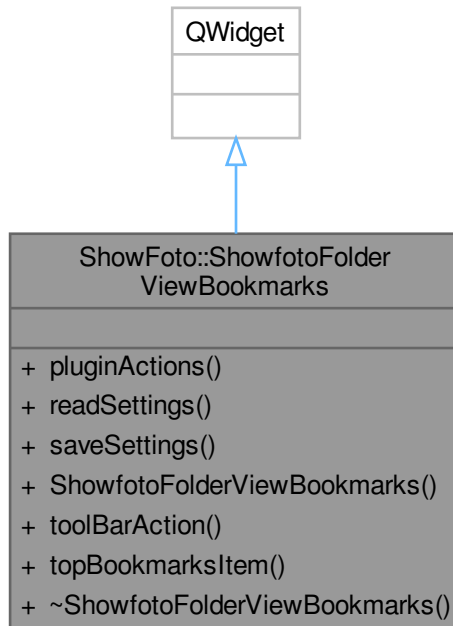 QWidget
ShowFoto::ShowfotoFolder
ViewBookmarks
+ pluginActions()
+ readSettings()
+ saveSettings()
+ ShowfotoFolderViewBookmarks()
+ toolBarAction()
+ topBookmarksItem()
+ ~ShowfotoFolderViewBookmarks()